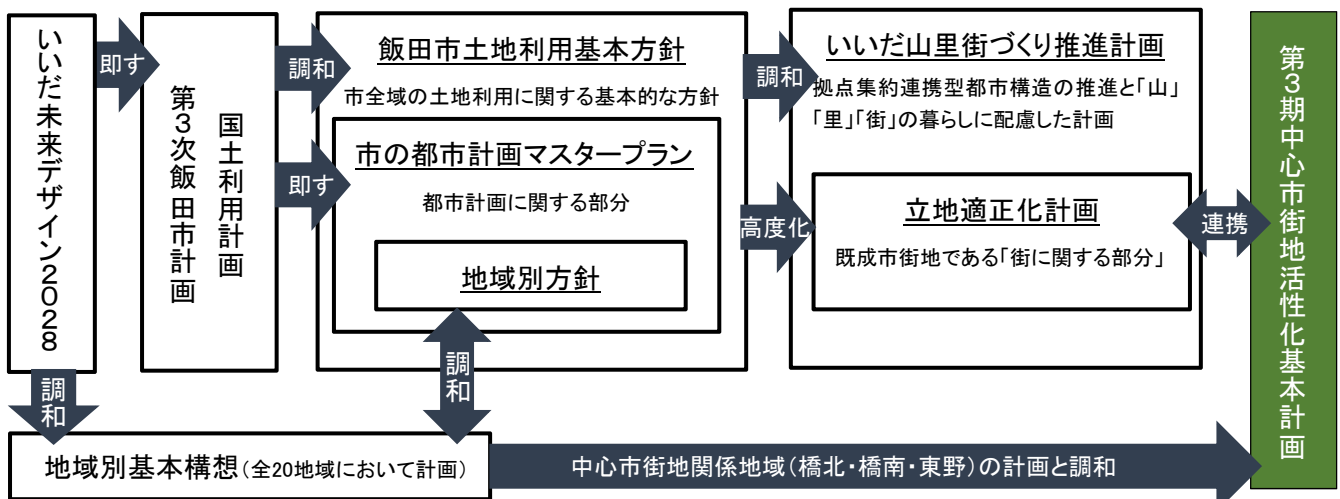 いいだ未来デザイン2028
即す
国土利用計画
第3次飯田市計画
調和
即す
飯田市土地利用基本方針
市全域の土地利用に関する基本的な方針
市の都市計画マスタープラン
都市計画に関する部分
地域別方針
調和
高度化
いいだ山里街づくり推進計画
拠点集約連携型都市構造の推進と「山」
「里」「街」の暮らしに配慮した計画
立地適正化計画
既成市街地である「街に関する部分」
連携
第3期中心市街地活性化基本計画
調和
調和
地域別基本構想(全20地域において計画)
中心市街地関係地域(橋北・橋南・東野)の計画と調和